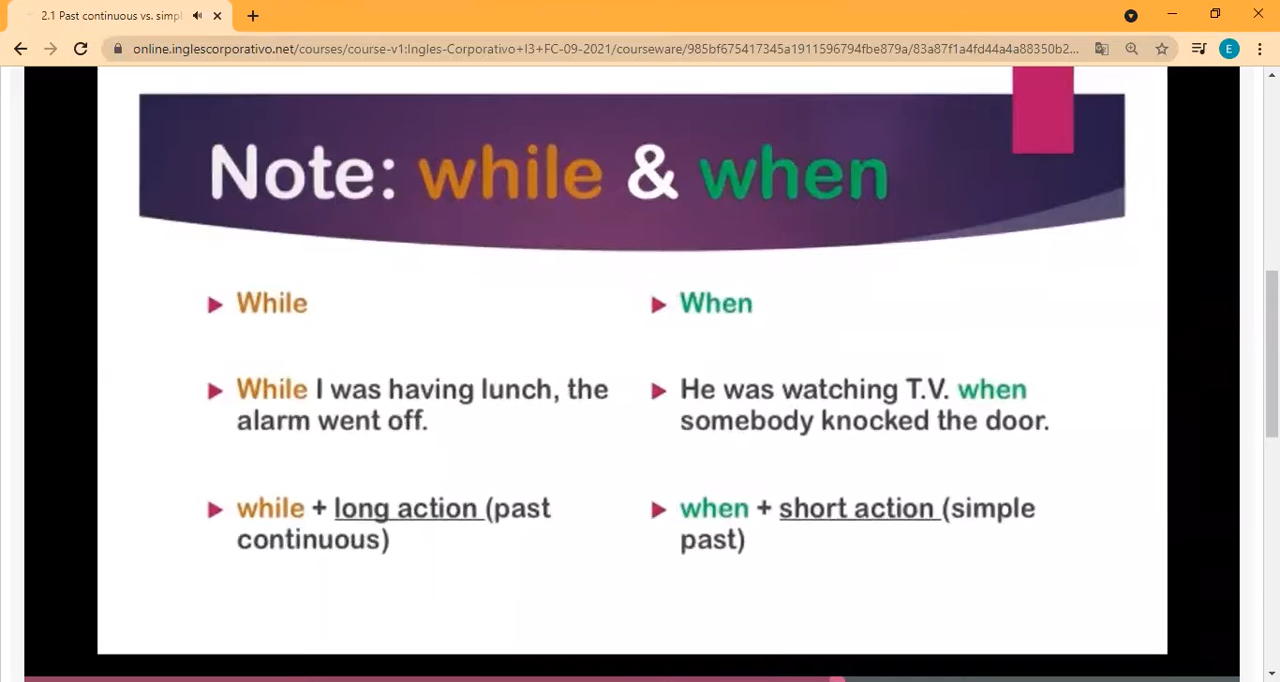 2.1 Past continuous vs. simpl
online.inglescorporativo.net/courses/course-v1:Ingles-Corporativo+I3+FC-09-2021/courseware/985bf675417345a1911596794fbe879a/83a87f1a4fd44a4a88350b2...
E
Note: while & when
While
While I was having lunch, the
alarm went off.
while + long action (past
continuous)
When
He was watching T.V. when
somebody knocked the door.
when + short action (simple
past)